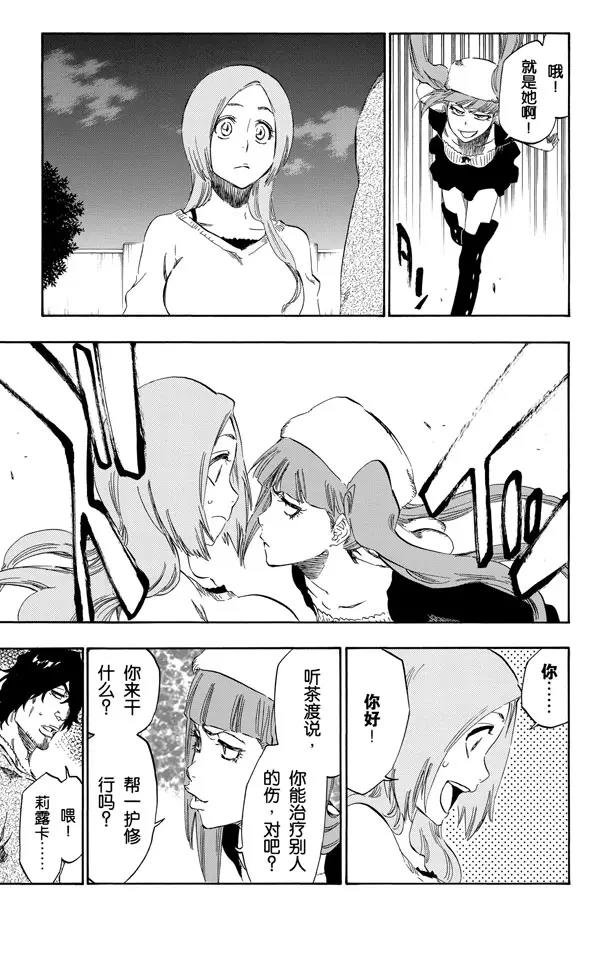 哦！
就是她啊！
你……
你好！
听茶渡说，
你能治疗别人
的伤，对吧？
你来干
什么？
帮一护修
行吗？
喂！
莉露卡……